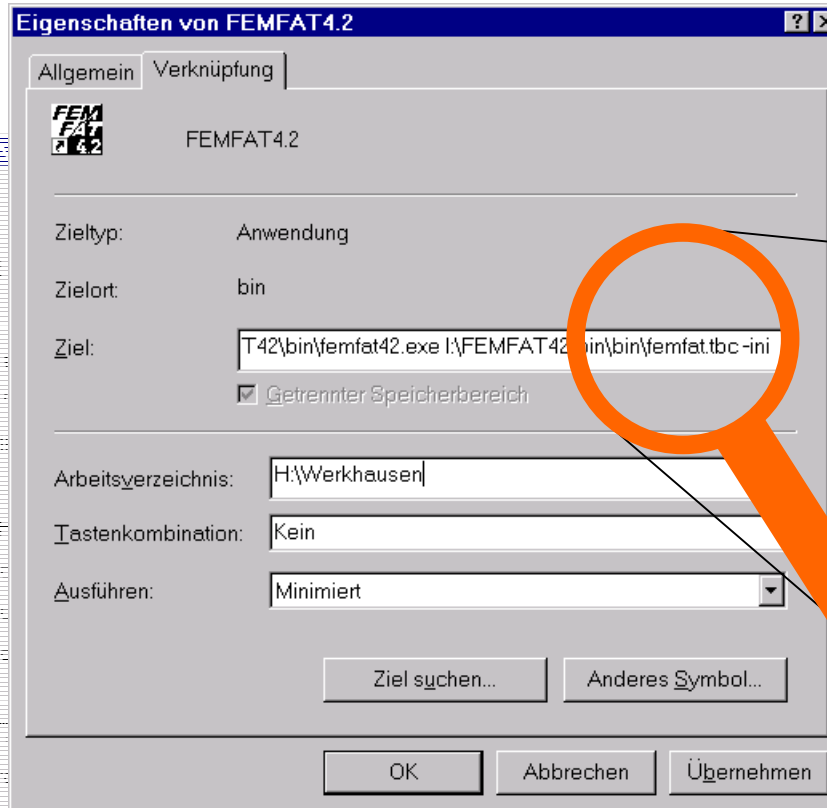 Eigenschaften von FEMFAT4.2
Allgemein Verknüpfung
FEM
FAT
4.2
FEMFAT4.2
Zieltyp: Anwendung
Zielort: bin
Ziel: T42\bin\femfat42.exe I:\FEMFAT42\bin\bin\femfat.tbc -ini
Getrennter Speicherbereich
Arbeitsverzeichnis: H:\Werkhausen
Tastenkombination: Kein
Ausführen: Minimiert
Ziel suchen... Anderes Symbol...
OK Abbrechen Übernehmen